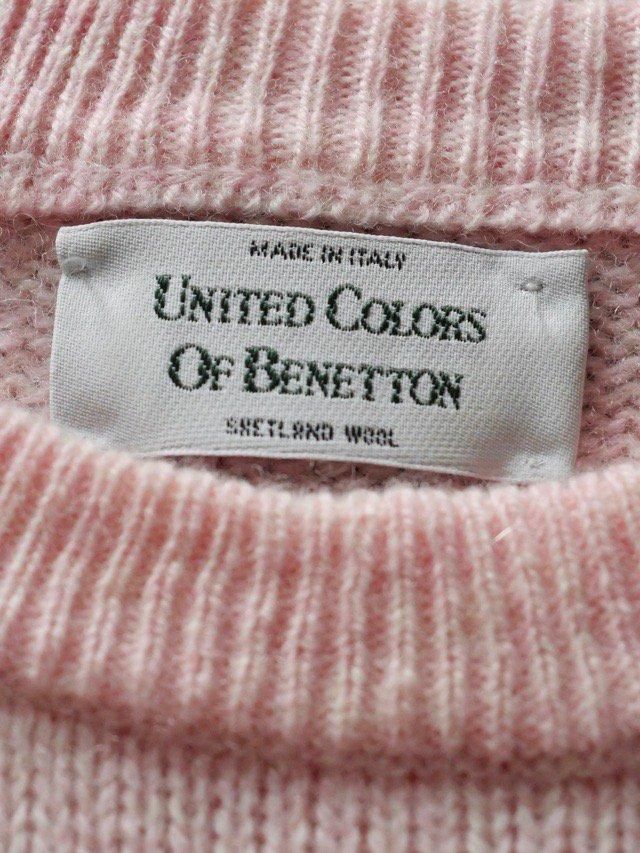 MADE IN ITALY
UNITED COLORS
OF BENETTON
SHETLAND WOOL